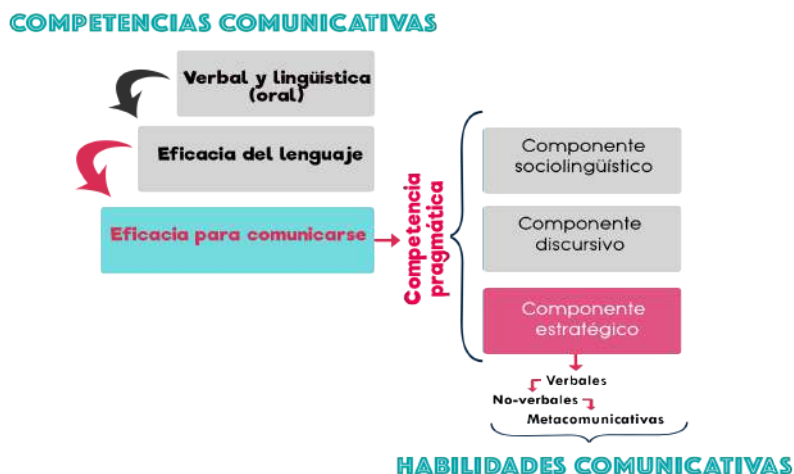 COMPETENCIAS COMUNICATIVAS
Verbal y lingüística
(oral)
Eficacia del lenguaje
Eficacia para comunicarse
Competencia
pragmática
Componente
sociolingüístico
Componente
discursivo
Componente
estratégico
Verbales
No-verbales
Metacomunicativas
HABILIDADES COMUNICATIVAS